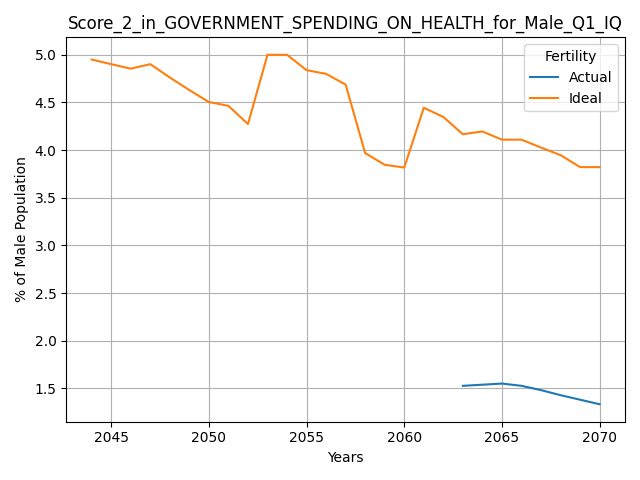 Score_2_in_GOVERNMENT_SPENDING_ON_HEALTH_for_Male_Q1_IQ
Fertility
Actual
Ideal
5.0
4.5
4.0
3.5
3.0
2.5
2.0
1.5
% of Male Population
2045 2050 2055 2060 2065 2070
Years